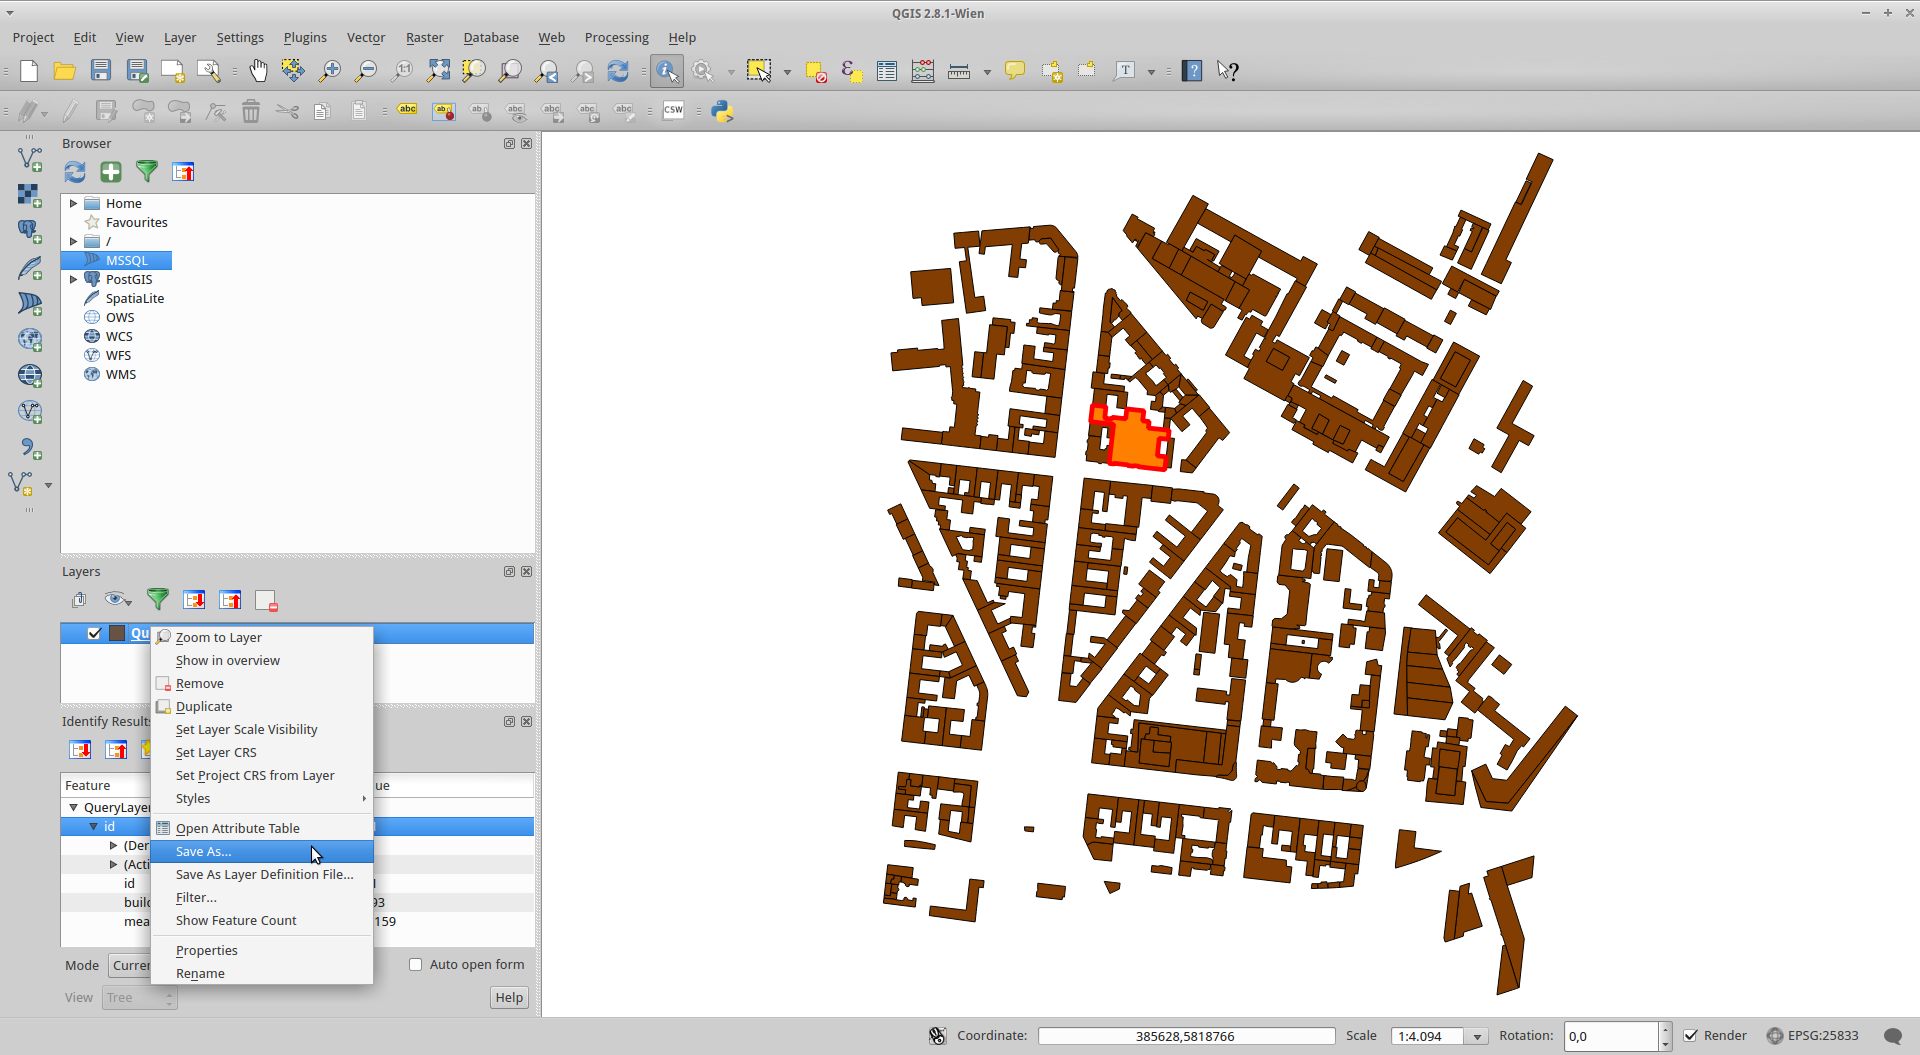 QGIS 2.8.1-Wien
Project Edit View Layer Settings Plugins Vector Raster Database Web Processing Help
Browser
Home
Favourites
/
MSSQL
PostGIS
SpatiaLite
OWS
WCS
WFS
WMS
Layers
Qu
Zoom to Layer
Show in overview
Remove
Duplicate
Set Layer Scale Visibility
Set Layer CRS
Set Project CRS from Layer
Styles
Open Attribute Table
Save As...
Save As Layer Definition File...
Filter...
Show Feature Count
Properties
Rename
Identify Results
Feature ue
QueryLayer
id
(Der
(Acti
id
build 93
mea 159
Mode Currer Auto open form
View Tree Help
Coordinate: 385628,5818766 Scale 1:4.094 Rotation: 0,0 Render EPSG:25833
abc
CSW